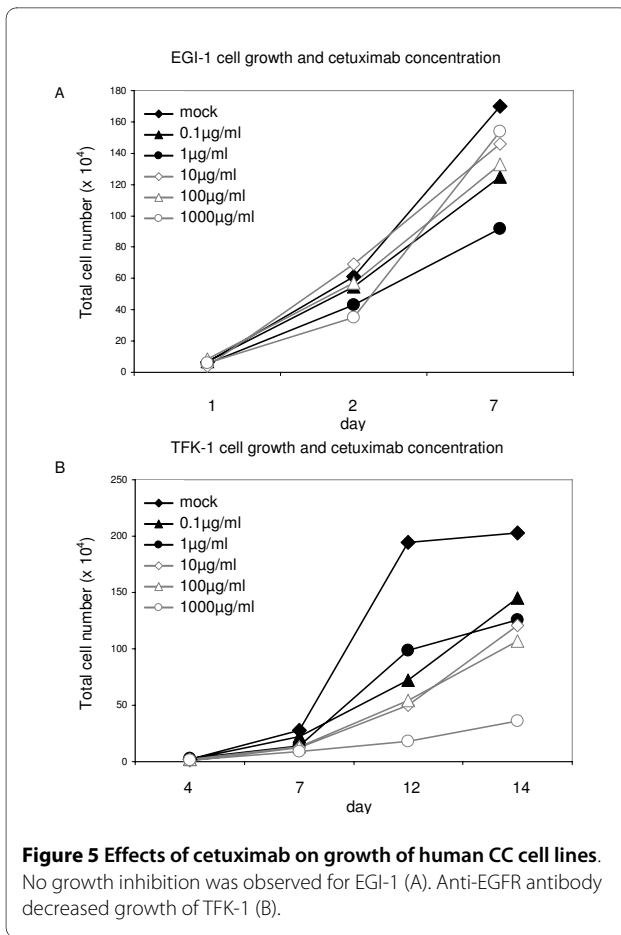 EGI-1 cell growth and cetuximab concentration
A
Total cell number (x 10⁴)
180
160
140
120
100
80
60
40
20
0
mock
0.1µg/ml
1µg/ml
10µg/ml
100µg/ml
1000µg/ml
1 2 7
day
TFK-1 cell growth and cetuximab concentration
B
Total cell number (x 10⁴)
250
200
150
100
50
0
mock
0.1µg/ml
1µg/ml
10µg/ml
100µg/ml
1000µg/ml
4 7 12 14
day
Figure 5 Effects of cetuximab on growth of human CC cell lines.
No growth inhibition was observed for EGI-1 (A). Anti-EGFR antibody
decreased growth of TFK-1 (B).